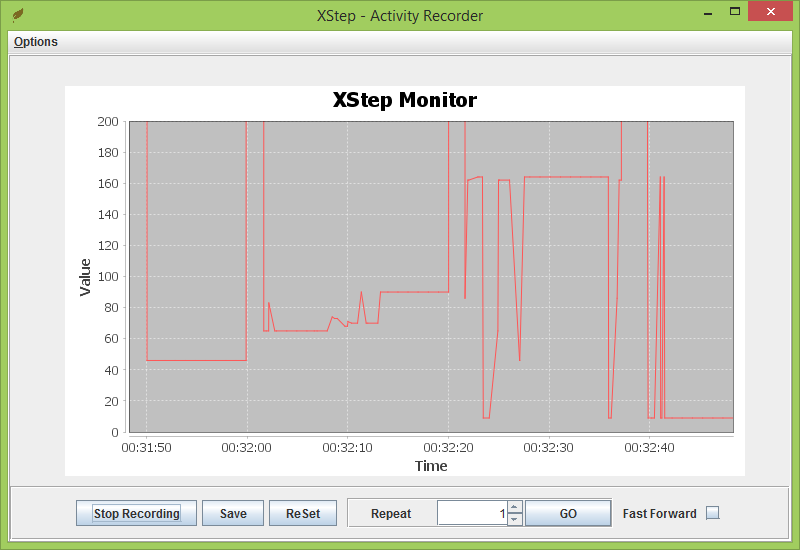 XStep - Activity Recorder
Options
XStep Monitor
200
180
160
140
120
100
80
60
40
20
0
Value
00:31:50 00:32:00 00:32:10 00:32:20 00:32:30 00:32:40
Time
Stop Recording Save ReSet Repeat 1 GO Fast Forward